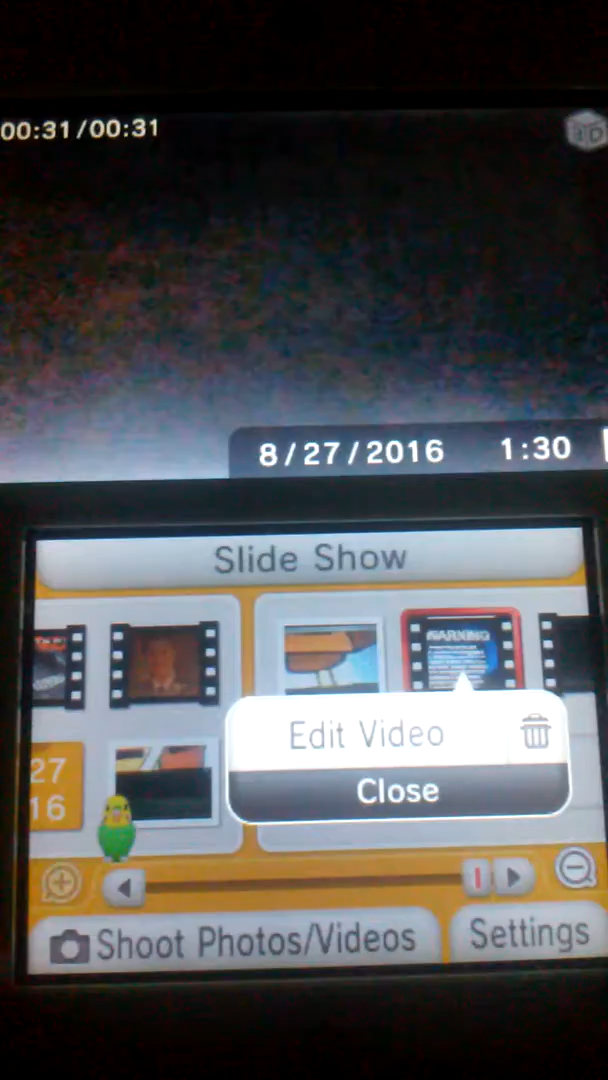 00:31/00:31
3D
8/27/2016 1:30
Slide Show
WARNING
Edit Video
27
16
Close
Shoot Photos/Videos
Settings